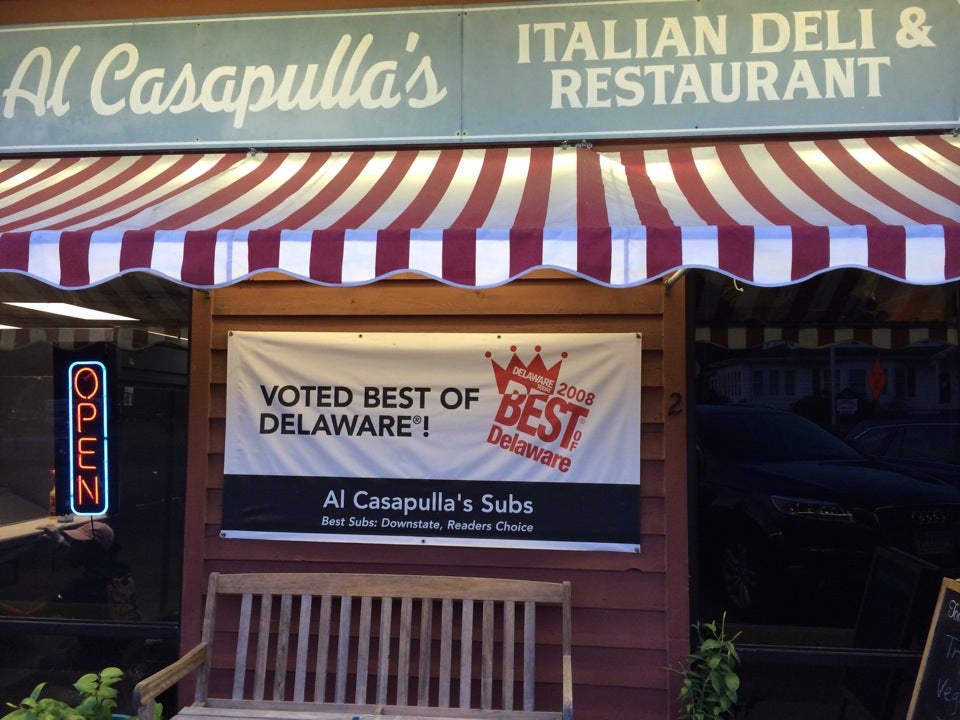 Al Casapulla's
ITALIAN DELI &
RESTAURANT
OPEN
VOTED BEST OF
DELAWARE®!
DELAWARE
TODAY
2008
BEST
OF
Delaware®
Al Casapulla's Subs
Best Subs: Downstate, Readers Choice
2